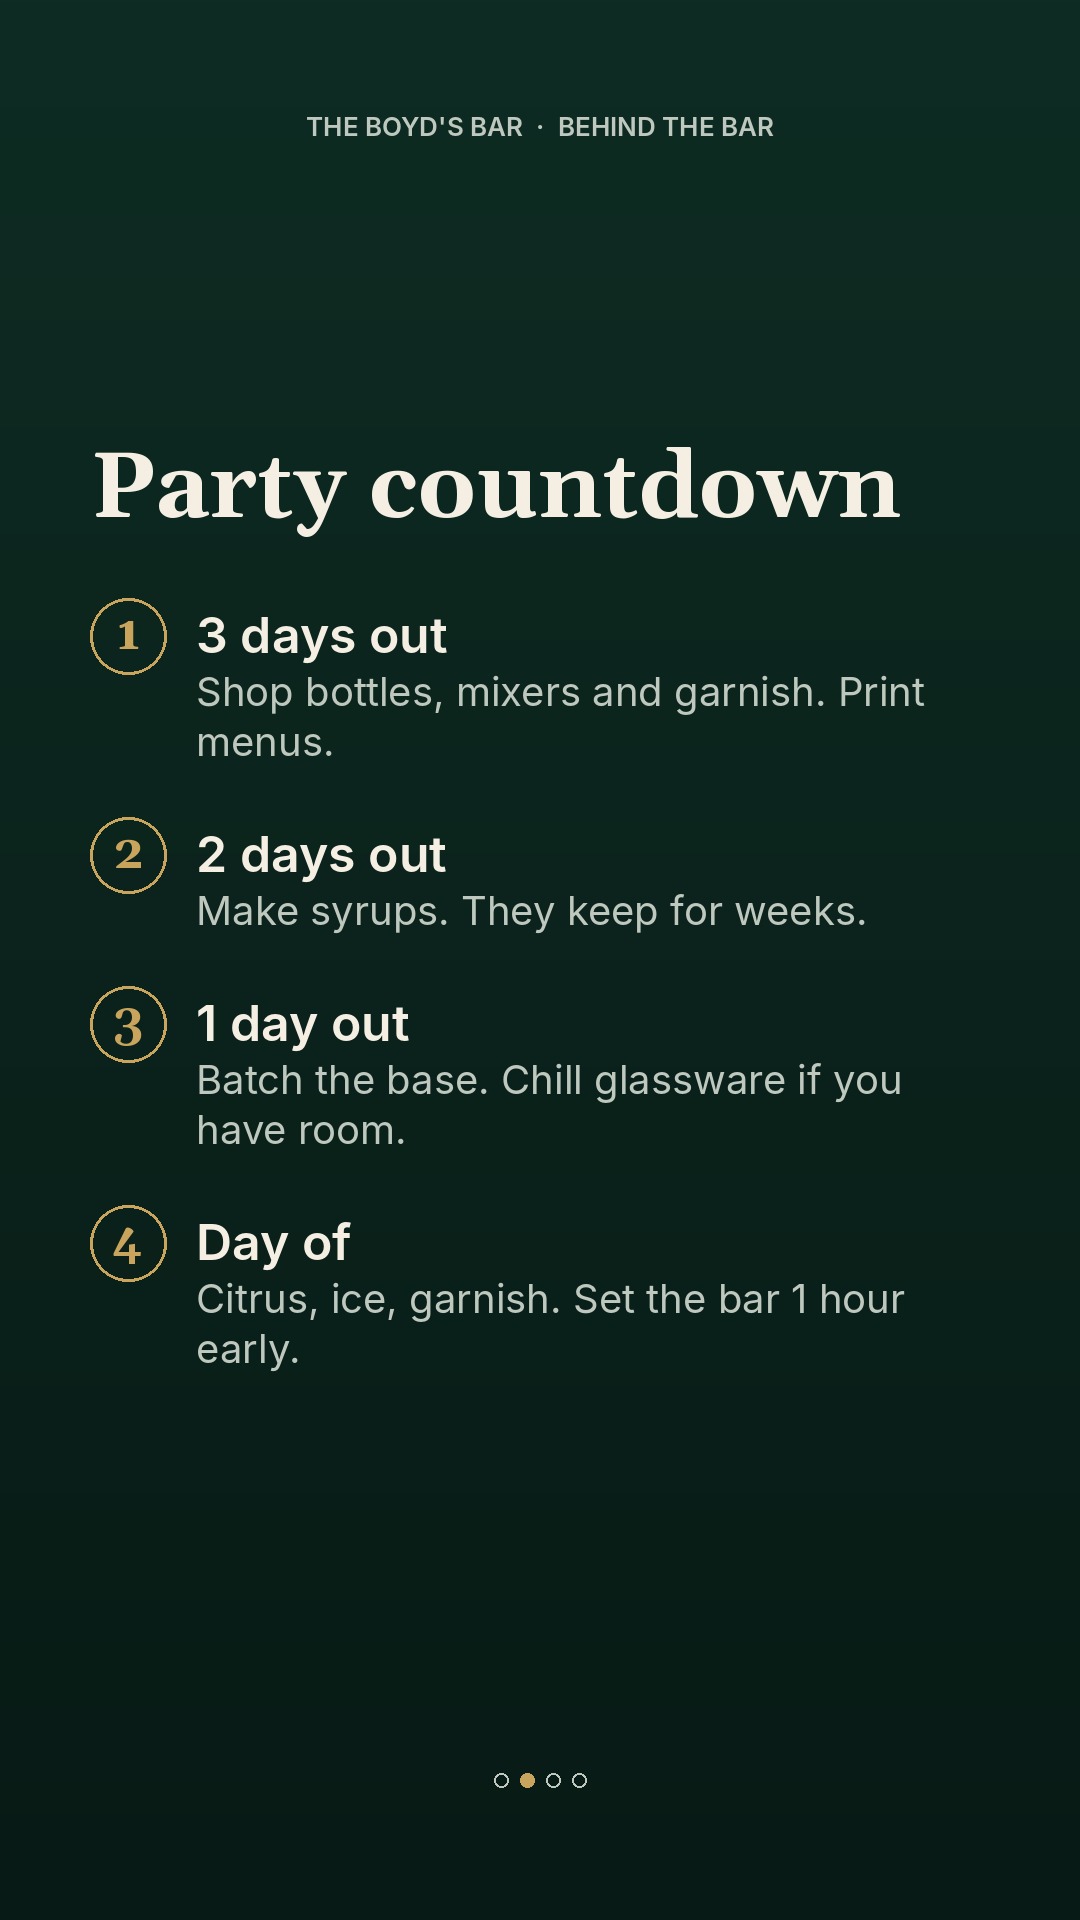 THE BOYD'S BAR · BEHIND THE BAR
Party countdown
1 3 days out
Shop bottles, mixers and garnish. Print
menus.
2 2 days out
Make syrups. They keep for weeks.
3 1 day out
Batch the base. Chill glassware if you
have room.
4 Day of
Citrus, ice, garnish. Set the bar 1 hour
early.